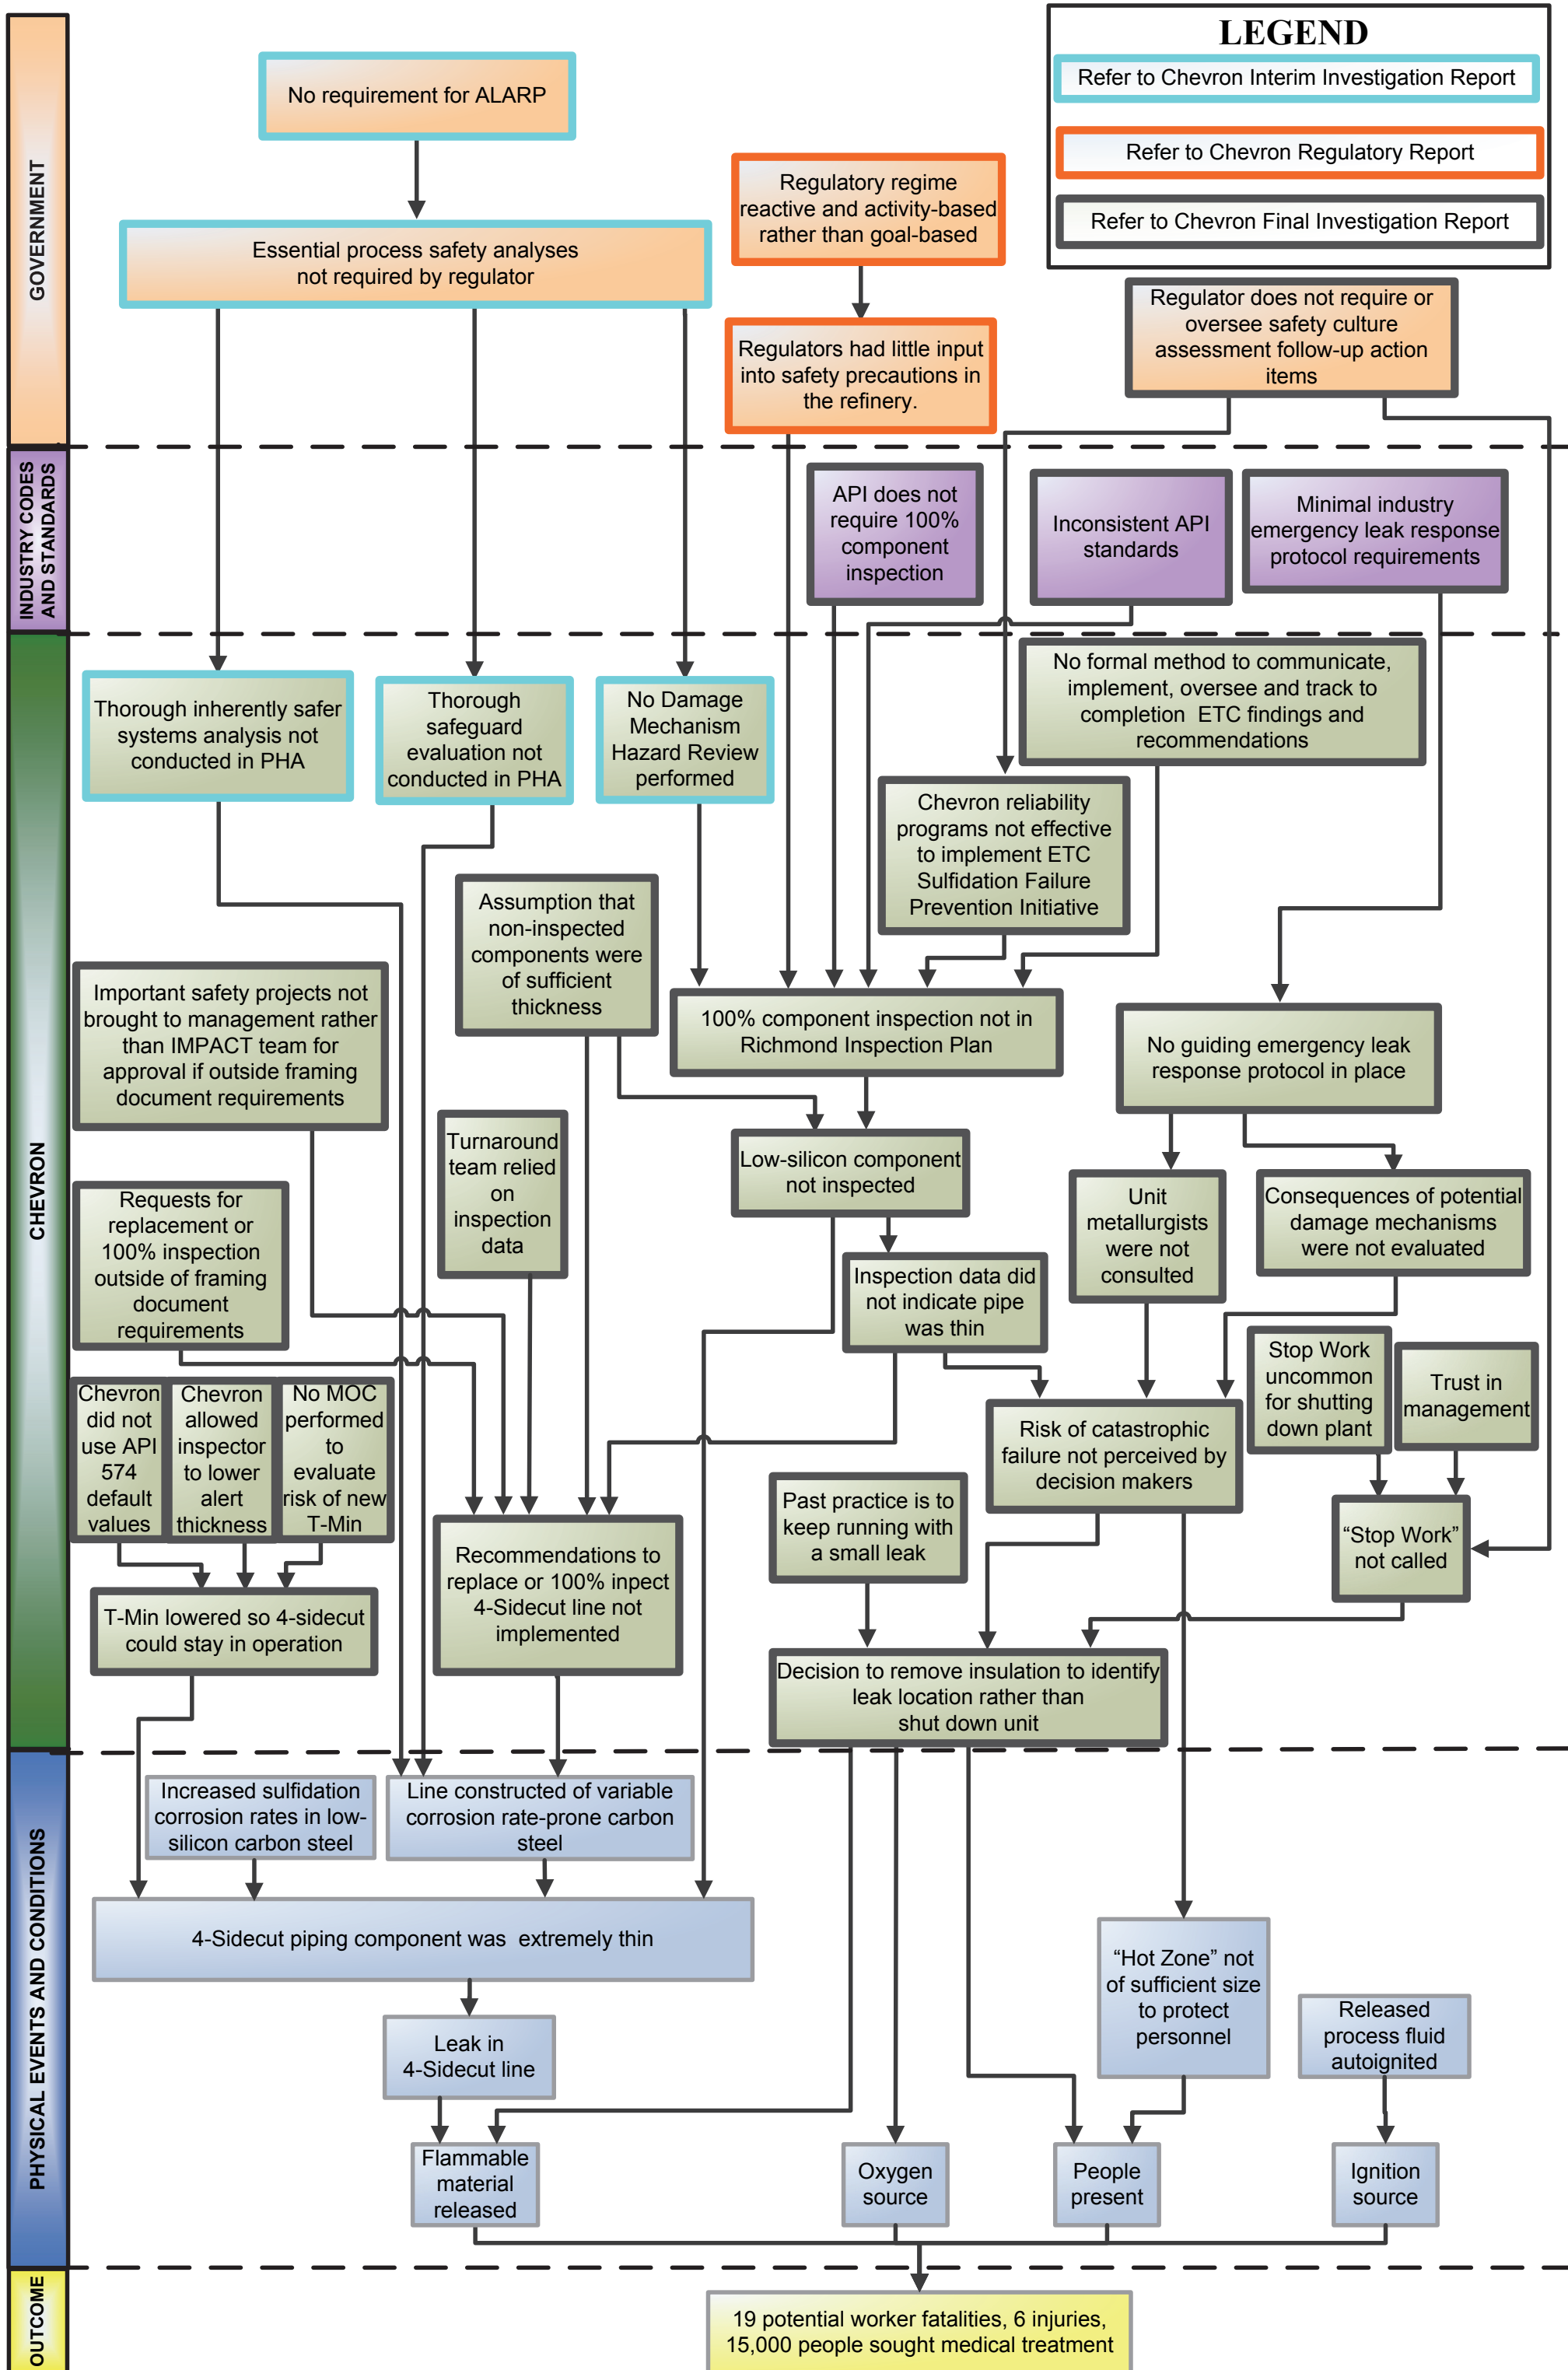 LEGEND
Refer to Chevron Interim Investigation Report
Refer to Chevron Regulatory Report
Refer to Chevron Final Investigation Report
GOVERNMENT
No requirement for ALARP
Essential process safety analyses
not required by regulator
Regulatory regime
reactive and activity-based
rather than goal-based
Regulators had little input
into safety precautions in
the refinery.
Regulator does not require or
oversee safety culture
assessment follow-up action
items
INDUSTRY CODES
AND STANDARDS
API does not
require 100%
component
inspection
Inconsistent API
standards
Minimal industry
emergency leak response
protocol requirements
CHEVRON
Thorough inherently safer
systems analysis not
conducted in PHA
Thorough
safeguard
evaluation not
conducted in PHA
No Damage
Mechanism
Hazard Review
performed
No formal method to communicate,
implement, oversee and track to
completion ETC findings and
recommendations
Chevron reliability
programs not effective
to implement ETC
Sulfidation Failure
Prevention Initiative
Assumption that
non-inspected
components were
of sufficient
thickness
Important safety projects not
brought to management rather
than IMPACT team for
approval if outside framing
document requirements
100% component inspection not in
Richmond Inspection Plan
No guiding emergency leak
response protocol in place
Turnaround
team relied
on
inspection
data
Low-silicon component
not inspected
Requests for
replacement or
100% inspection
outside of framing
document
requirements
Unit
metallurgists
were not
consulted
Consequences of potential
damage mechanisms
were not evaluated
Inspection data did
not indicate pipe
was thin
Stop Work
uncommon
for shutting
down plant
Trust in
management
Chevron
did not
use API
574
default
values
Chevron
allowed
inspector
to lower
alert
thickness
No MOC
performed
to
evaluate
risk of new
T-Min
Risk of catastrophic
failure not perceived by
decision makers
Past practice is to
keep running with
a small leak
“Stop Work”
not called
Recommendations to
replace or 100% inpect
4-Sidecut line not
implemented
T-Min lowered so 4-sidecut
could stay in operation
Decision to remove insulation to identify
leak location rather than
shut down unit
PHYSICAL EVENTS AND CONDITIONS
Increased sulfidation
corrosion rates in low-
silicon carbon steel
Line constructed of variable
corrosion rate-prone carbon
steel
4-Sidecut piping component was extremely thin
“Hot Zone” not
of sufficient size
to protect
personnel
Released
process fluid
autoignited
Leak in
4-Sidecut line
Flammable
material
released
Oxygen
source
People
present
Ignition
source
OUTCOME
19 potential worker fatalities, 6 injuries,
15,000 people sought medical treatment